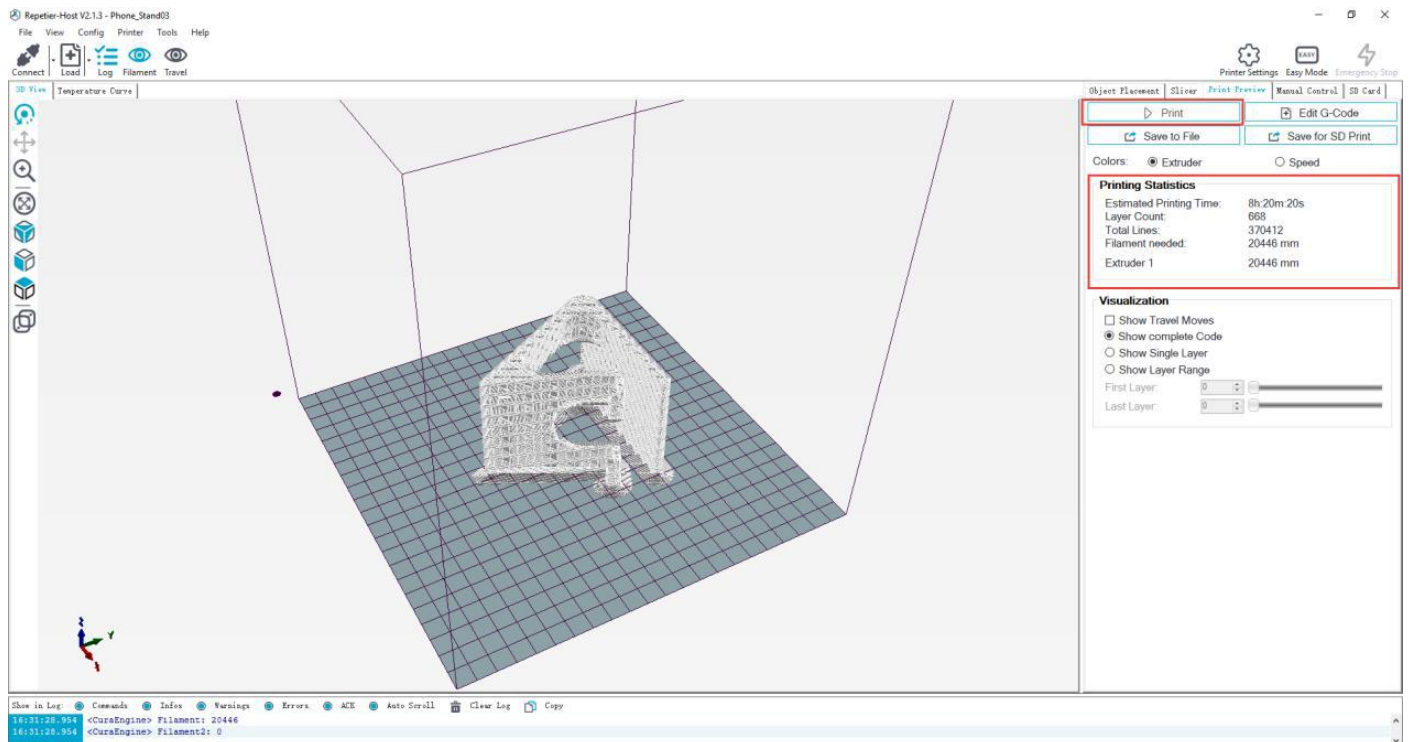 Repetier-Host V2.1.3 - Phone_Stand03
File View Config Printer Tools Help
Connect Load Log Filament Travel
Printer Settings Easy Mode Emergency Stop
EASY
3D View Temperature Curve
Object Placement Slicer Print Preview Manual Control SD Card
Print Edit G-Code
Save to File Save for SD Print
Colors: Extruder Speed
Printing Statistics
Estimated Printing Time: 8h:20m:20s
Layer Count: 668
Total Lines: 370412
Filament needed: 20446 mm
Extruder 1 20446 mm
Visualization
Show Travel Moves
Show complete Code
Show Single Layer
Show Layer Range
First Layer: 0
Last Layer: 0
Z Y X
Show in Log: Commands Infos Warnings Errors ACK Auto Scroll Clear Log Copy
16:31:28.954 <CuraEngine> Filament: 20446
16:31:28.954 <CuraEngine> Filament2: 0